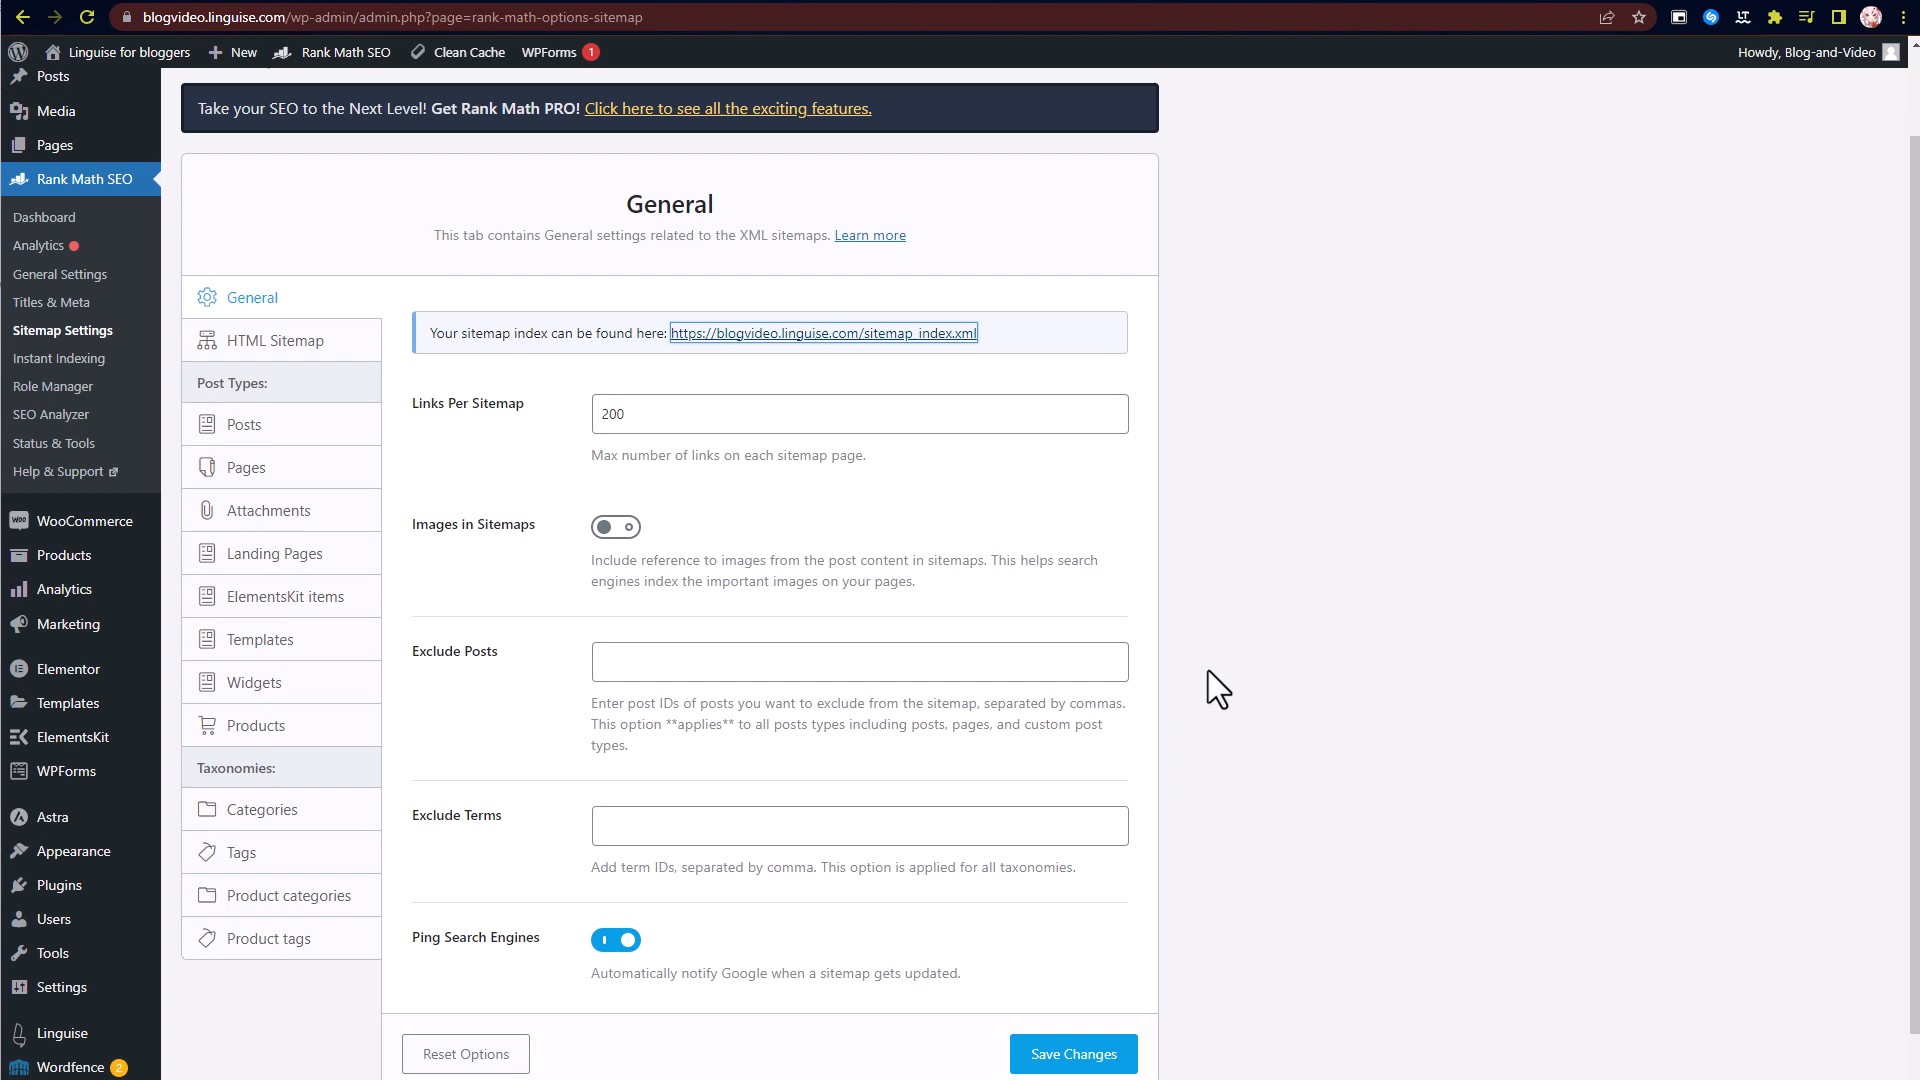 blogvideo.linguise.com/wp-admin/admin.php?page=rank-math-options-sitemap
Linguise for bloggers
New
Rank Math SEO
Clean Cache
WPForms 1
Howdy, Blog-and-Video
Posts
Media
Pages
Rank Math SEO
Dashboard
Analytics
General Settings
Titles & Meta
Sitemap Settings
Instant Indexing
Role Manager
SEO Analyzer
Status & Tools
Help & Support
WooCommerce
Products
Analytics
Marketing
Elementor
Templates
ElementsKit
WPForms
Astra
Appearance
Plugins
Users
Tools
Settings
Linguise
Wordfence 2
Take your SEO to the Next Level! Get Rank Math PRO! Click here to see all the exciting features.
General
This tab contains General settings related to the XML sitemaps. Learn more
General
HTML Sitemap
Post Types:
Posts
Pages
Attachments
Landing Pages
ElementsKit items
Templates
Widgets
Products
Taxonomies:
Categories
Tags
Product categories
Product tags
Your sitemap index can be found here: https://blogvideo.linguise.com/sitemap_index.xml
Links Per Sitemap
200
Max number of links on each sitemap page.
Images in Sitemaps
Include reference to images from the post content in sitemaps. This helps search
engines index the important images on your pages.
Exclude Posts
Enter post IDs of posts you want to exclude from the sitemap, separated by commas.
This option **applies** to all posts types including posts, pages, and custom post
types.
Exclude Terms
Add term IDs, separated by comma. This option is applied for all taxonomies.
Ping Search Engines
Automatically notify Google when a sitemap gets updated.
Reset Options
Save Changes